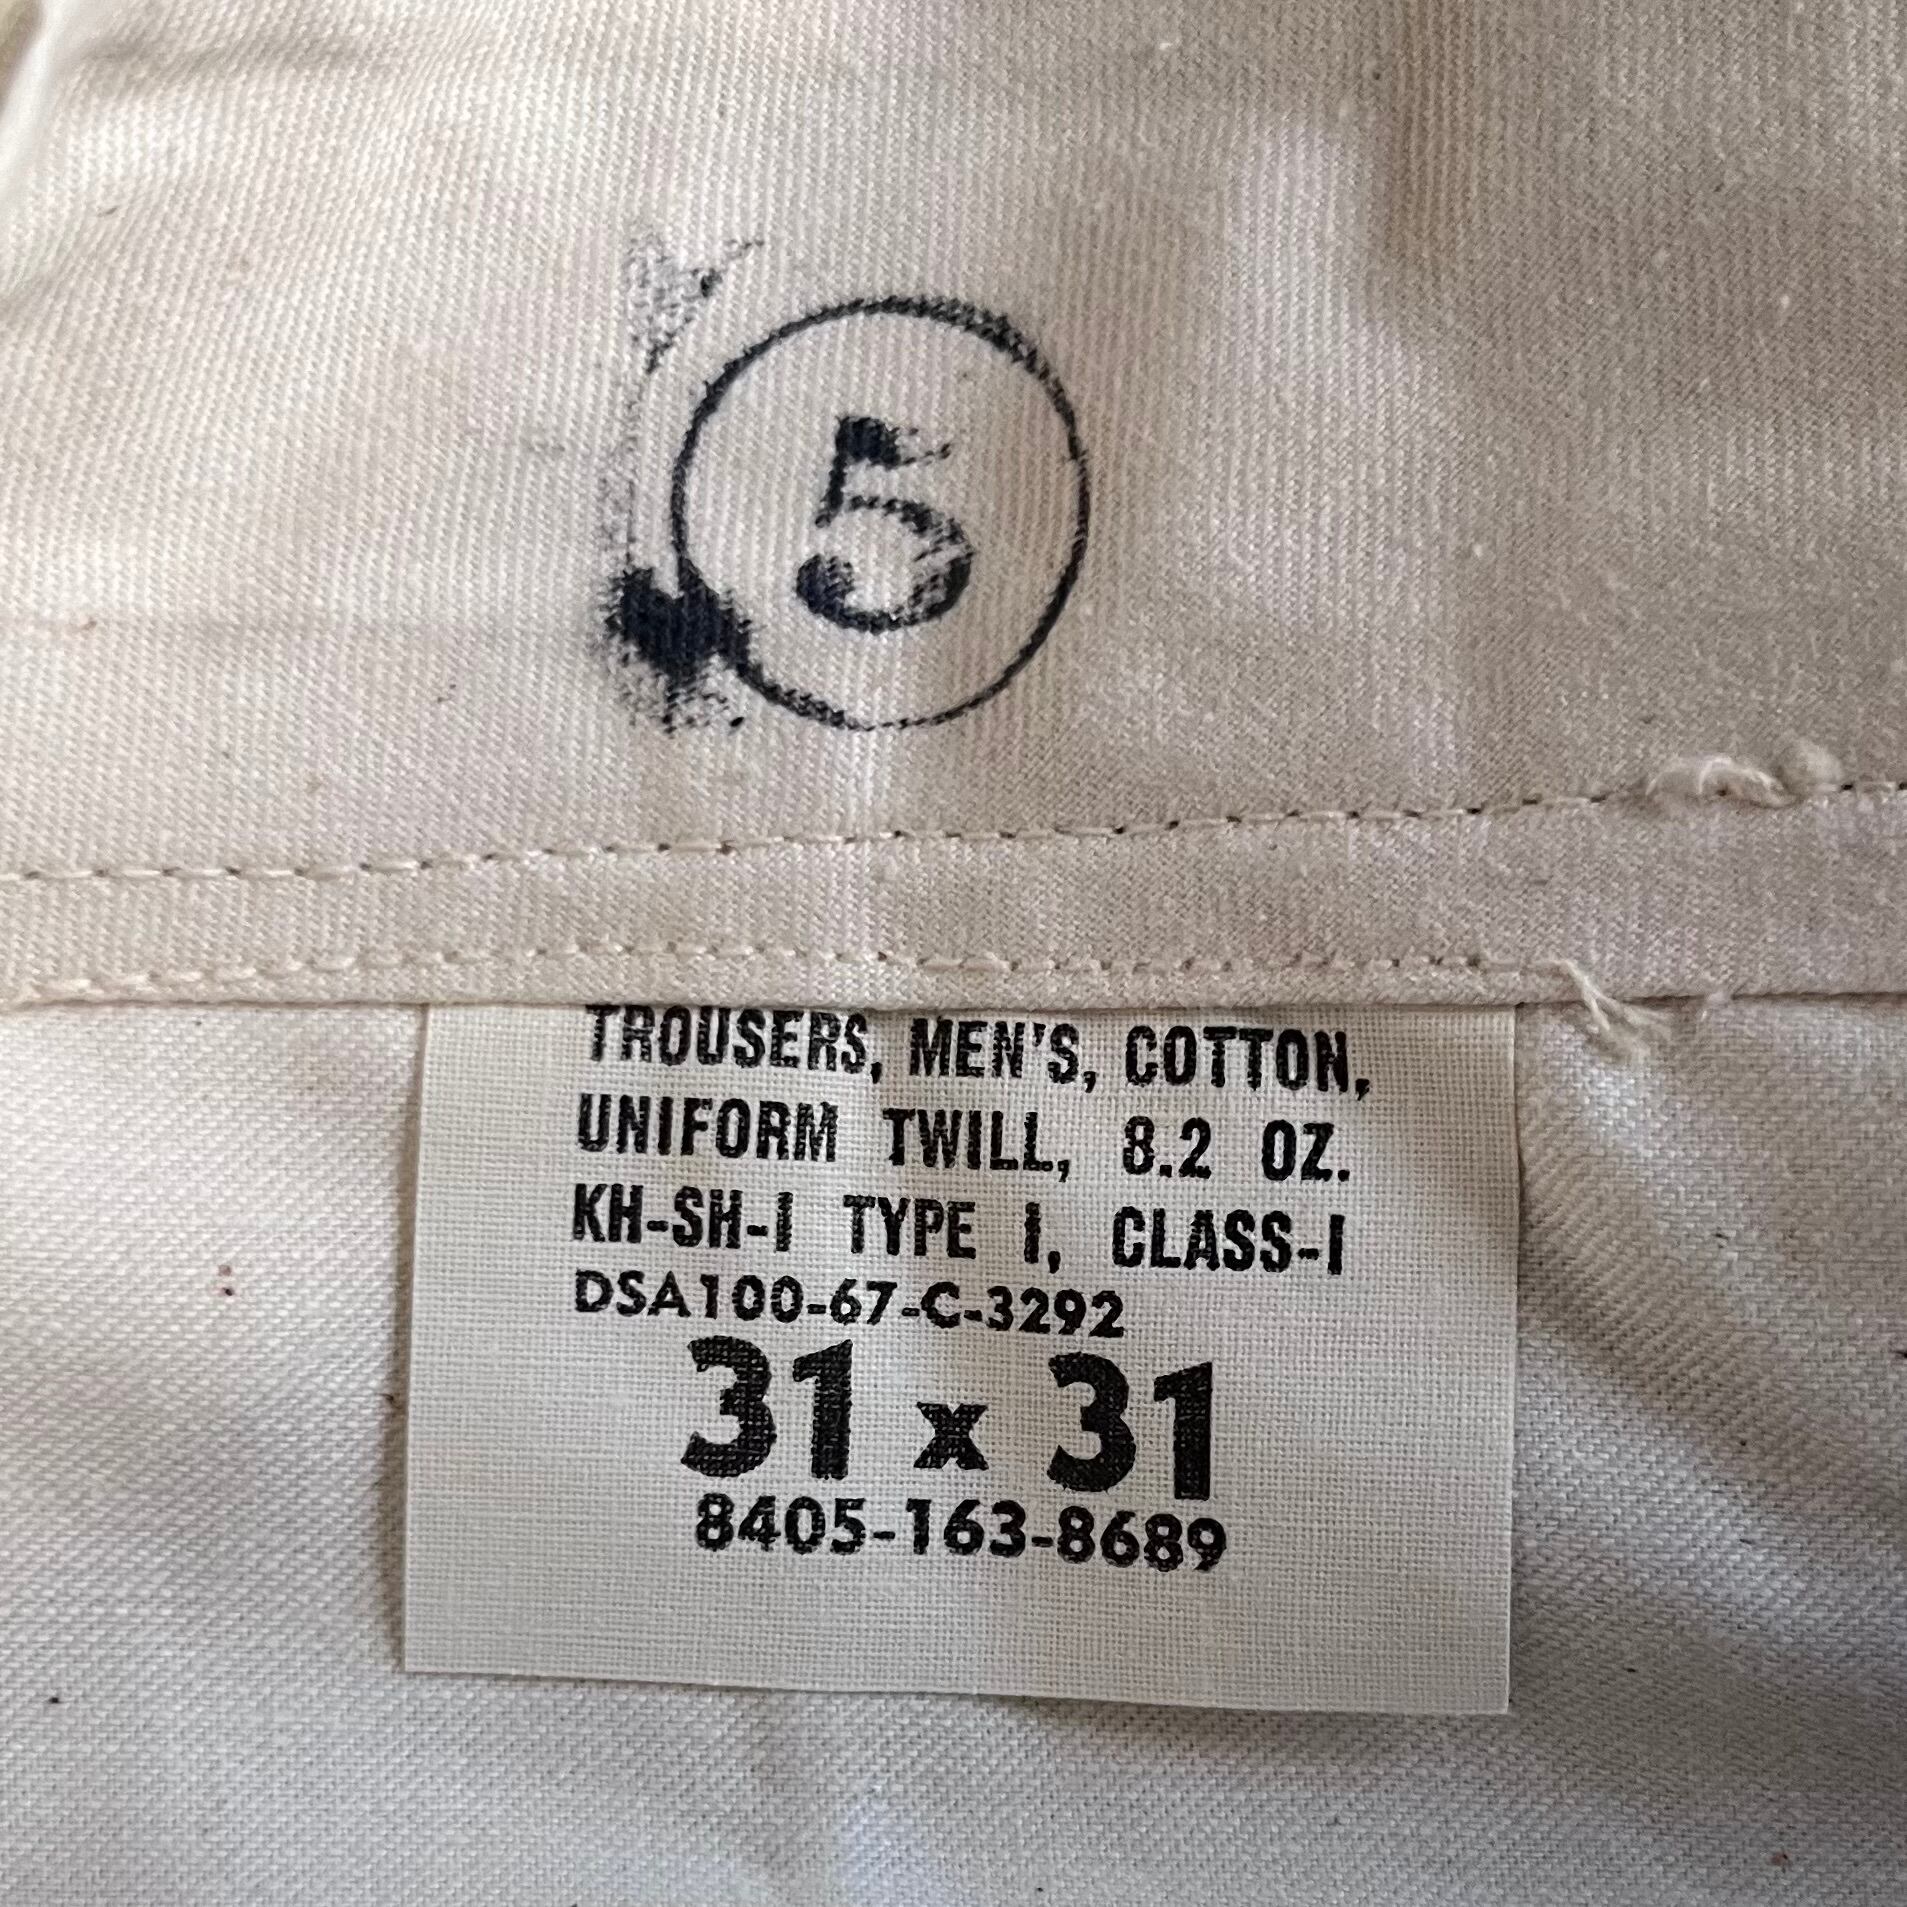 5
TROUSERS, MEN'S, COTTON,
UNIFORM TWILL, 8.2 OZ.
KH-SH-I TYPE I, CLASS-I
DSA100-67-C-3292
31 x 31
8405-163-8689